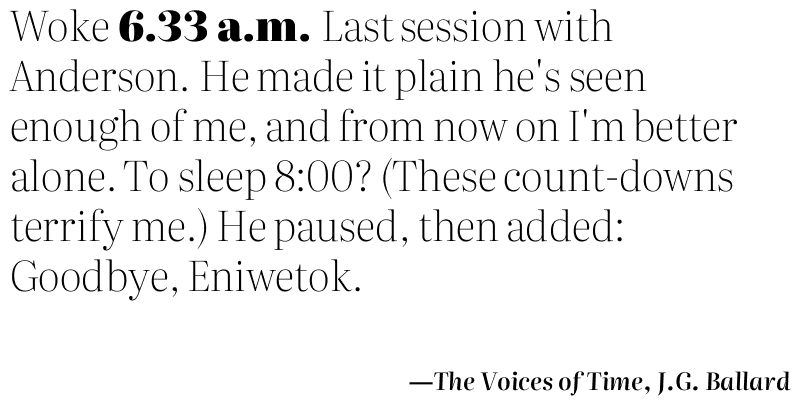 Woke 6.33 a.m. Last session with
Anderson. He made it plain he's seen
enough of me, and from now on I'm better
alone. To sleep 8:00? (These count-downs
terrify me.) He paused, then added:
Goodbye, Eniwetok.
—The Voices of Time, J.G. Ballard